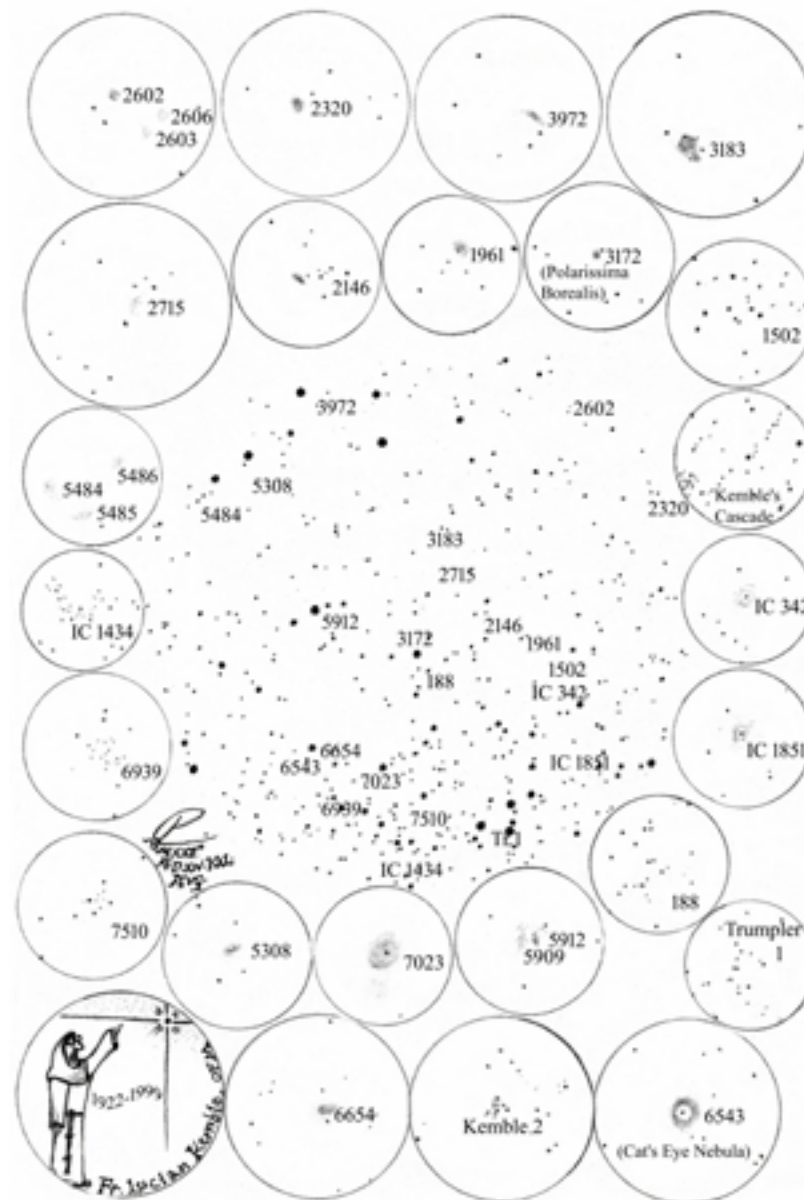 2602
2606
2603
2320
3972
3183
2715
2146
1961
3172
(Polarissima
Borealis)
1502
3972
2602
5486
5484
5485
5308
5484
2320
Kemble's
Cascade
3183
2715
IC 1434
5912
3172
2146
1961
IC 342
188
1502
IC 342
6939
6654
6543
7023
IC 1851
IC 1851
6939
7510
Tr 1
IC 1434
7510
5308
7023
5912
5909
188
Trumpler
1
1922-1999
Fr. Lucian Kemble,
6654
Kemble 2
6543
(Cat's Eye Nebula)